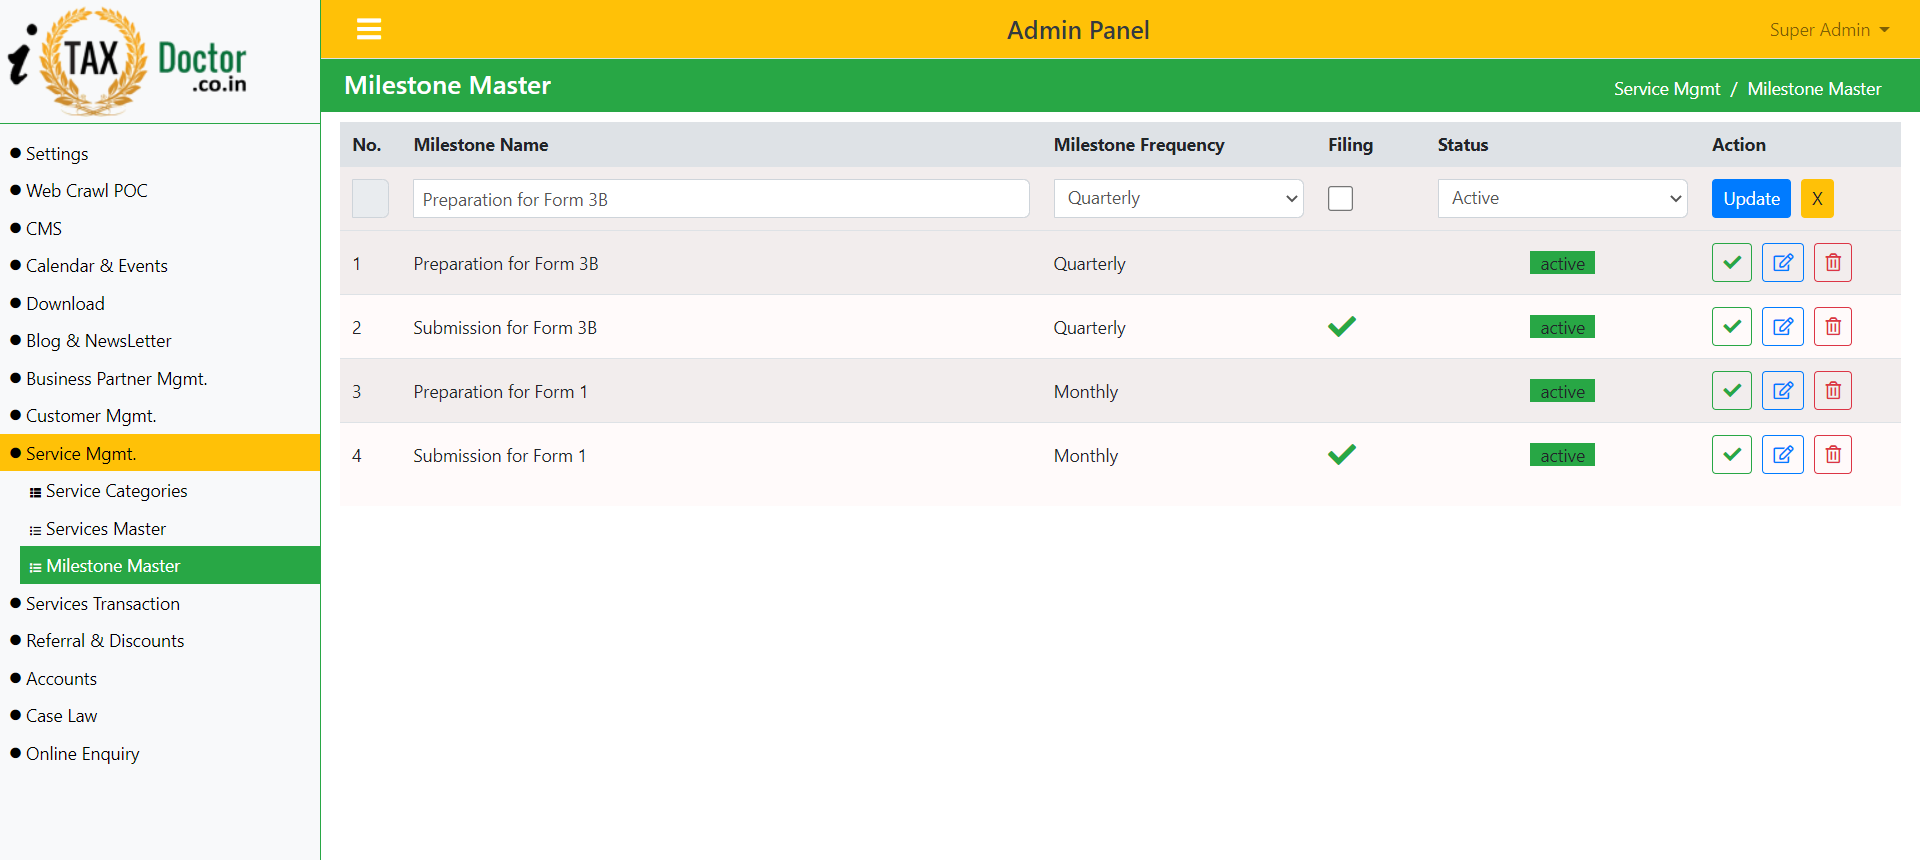 i TAX Doctor
.co.in
Admin Panel
Super Admin
Milestone Master
Service Mgmt / Milestone Master
Settings
Web Crawl POC
CMS
Calendar & Events
Download
Blog & NewsLetter
Business Partner Mgmt.
Customer Mgmt.
Service Mgmt.
Service Categories
Services Master
Milestone Master
Services Transaction
Referral & Discounts
Accounts
Case Law
Online Enquiry
No. Milestone Name Milestone Frequency Filing Status Action
Preparation for Form 3B Quarterly Active Update X
1 Preparation for Form 3B Quarterly active
2 Submission for Form 3B Quarterly active
3 Preparation for Form 1 Monthly active
4 Submission for Form 1 Monthly active